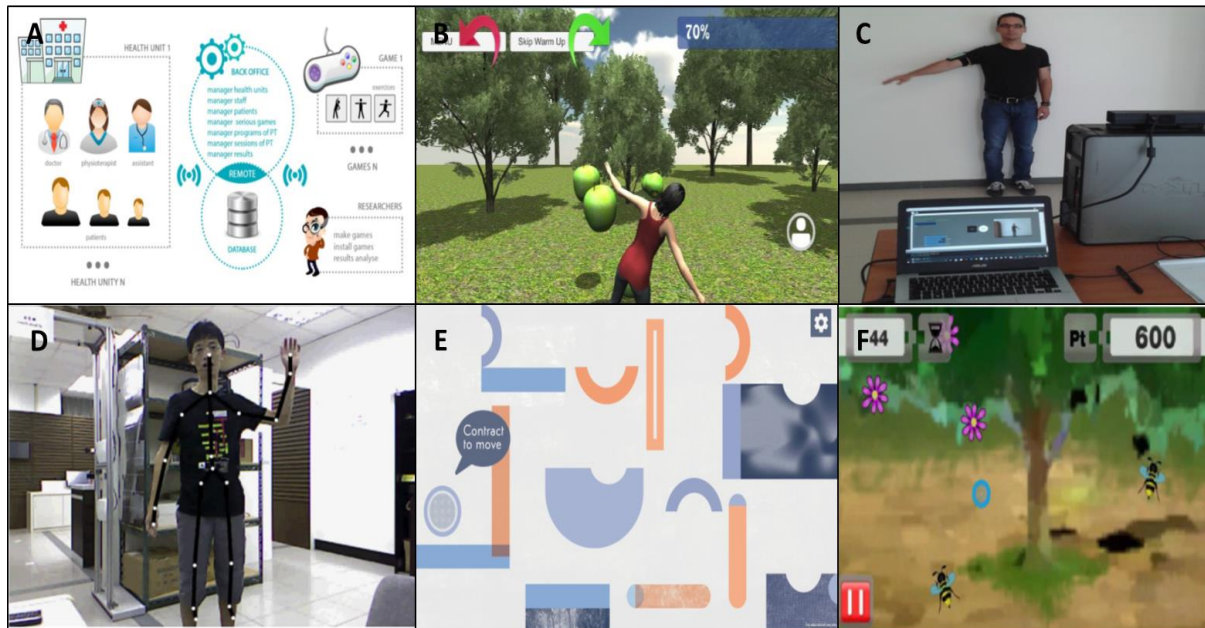 A
HEALTH UNIT 1
doctor
physioterapist
assistant
patients
HEALTH UNITY N
BACK OFFICE
manager health units
manager staff
manager patients
manager serious games
manager programs of PT
manager sessions of PT
manager results
REMOTE
DATABASE
GAME 1
exercises
GAMES N
RESEARCHERS
make games
install games
results analyse
B
MENU
Skip Warm Up
70%
C
D
E
Contract
to move
F
44
Pt
600